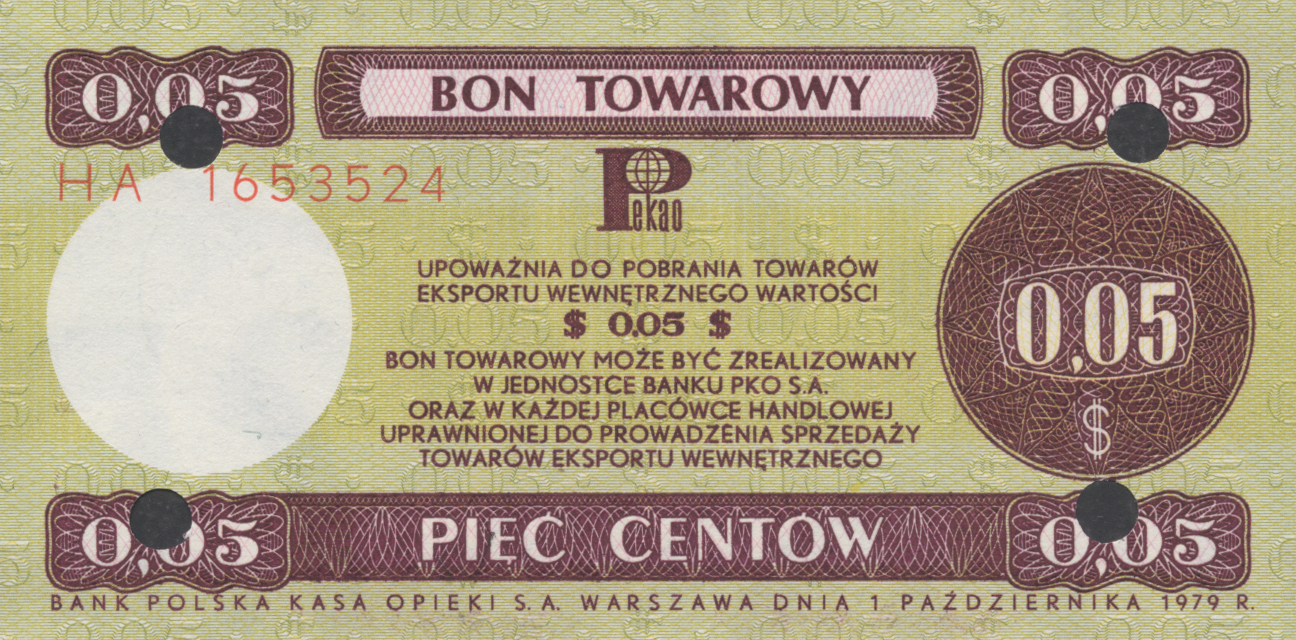 0,05 BON TOWAROWY 0,05
HA 1653524
Pekao
UPOWAŻNIA DO POBRANIA TOWARÓW
EKSPORTU WEWNĘTRZNEGO WARTOŚCI
$ 0.05 $
BON TOWAROWY MOŻE BYĆ ZREALIZOWANY
W JEDNOSTCE BANKU PKO S.A.
ORAZ W KAŻDEJ PLACÓWCE HANDLOWEJ
UPRAWNIONEJ DO PROWADZENIA SPRZEDAŻY
TOWARÓW EKSPORTU WEWNĘTRZNEGO
0,05
$
0,05 PIĘĆ CENTÓW 0,05
BANK POLSKA KASA OPIEKI S.A. WARSZAWA DNIA 1 PAŹDZIERNIKA 1979 R.